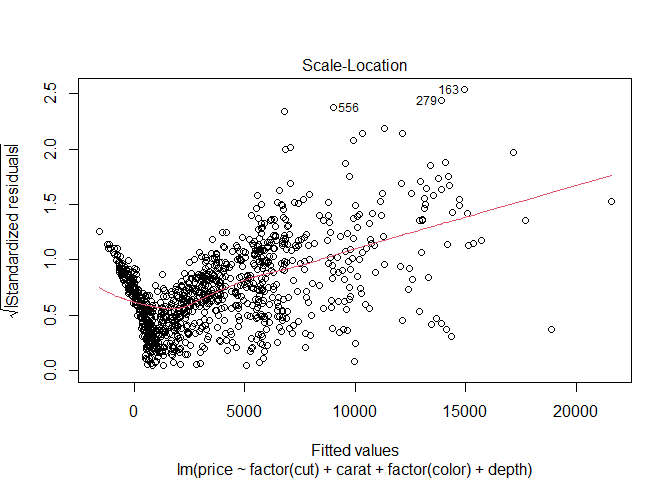 Scale-Location
√|Standardized residuals|
2.5
2.0
1.5
1.0
0.5
0.0
163
279
556
0 5000 10000 15000 20000
Fitted values
lm(price ~ factor(cut) + carat + factor(color) + depth)